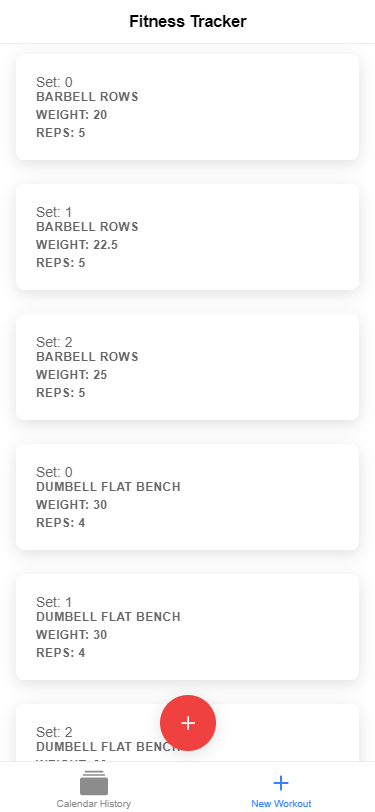 Fitness Tracker
Set: 0
BARBELL ROWS
WEIGHT: 20
REPS: 5
Set: 1
BARBELL ROWS
WEIGHT: 22.5
REPS: 5
Set: 2
BARBELL ROWS
WEIGHT: 25
REPS: 5
Set: 0
DUMBELL FLAT BENCH
WEIGHT: 30
REPS: 4
Set: 1
DUMBELL FLAT BENCH
WEIGHT: 30
REPS: 4
Set: 2
DUMBELL FLAT BENCH
Calendar History
New Workout